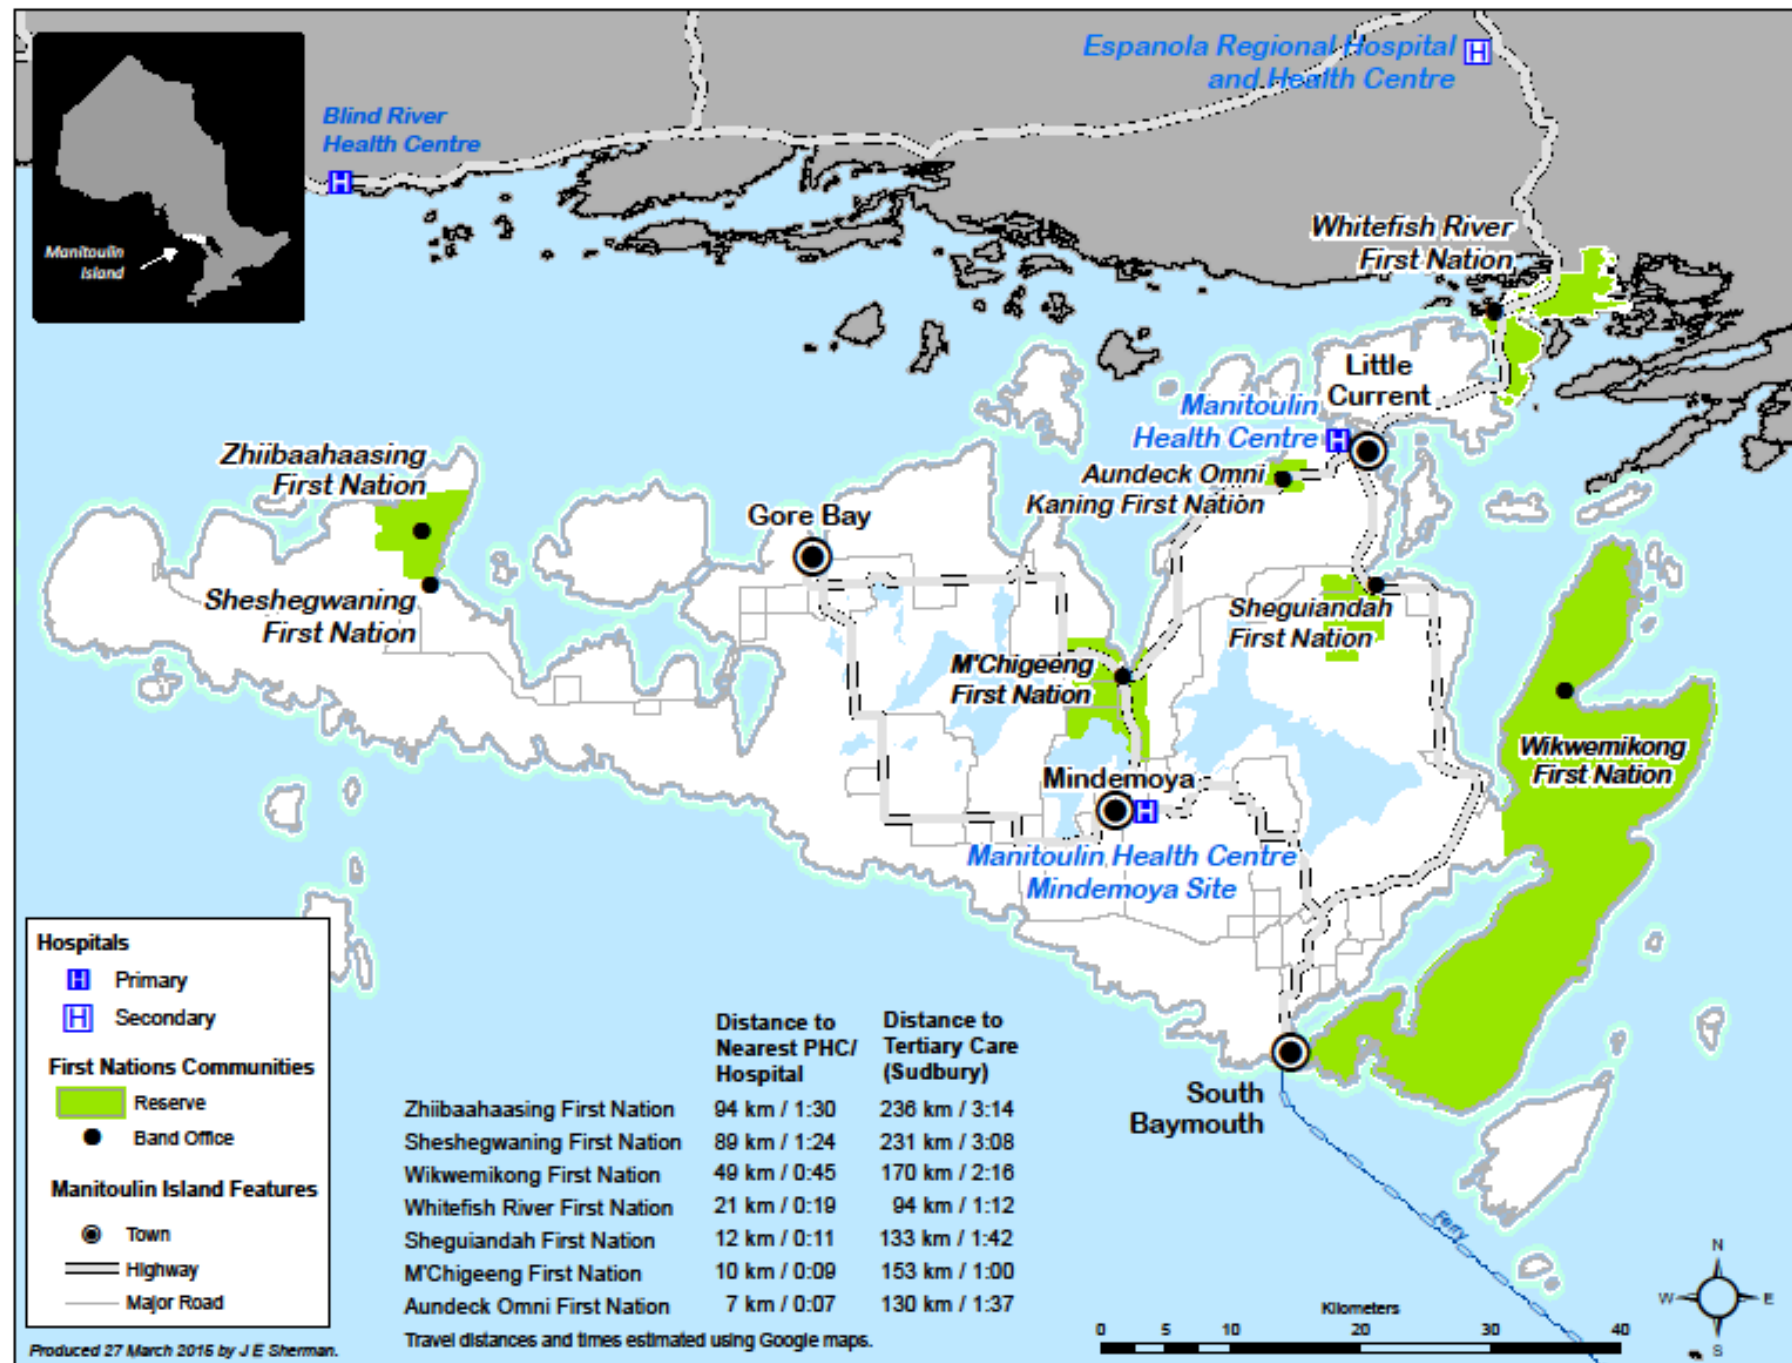 Espanola Regional Hospital
and Health Centre
H
Blind River
Health Centre
H
Manitoulin
Island
Whitefish River
First Nation
Little
Current
Manitoulin
Health Centre
H
Aundeck Omni
Kaning First Nation
Zhiibaahaasing
First Nation
Gore Bay
Sheshegwaning
First Nation
Sheguiandah
First Nation
M'Chigeeng
First Nation
Wikwemikong
First Nation
Mindemoya
H
Manitoulin Health Centre
Mindemoya Site
South
Baymouth
Ferry
Hospitals
H Primary
H Secondary
First Nations Communities
Reserve
Band Office
Manitoulin Island Features
Town
Highway
Major Road
Produced 27 March 2015 by J E Sherman.
Distance to Nearest PHC/ Hospital
Distance to Tertiary Care (Sudbury)
Zhiibaahaasing First Nation 94 km / 1:30 236 km / 3:14
Sheshegwaning First Nation 89 km / 1:24 231 km / 3:08
Wikwemikong First Nation 49 km / 0:45 170 km / 2:16
Whitefish River First Nation 21 km / 0:19 94 km / 1:12
Sheguiandah First Nation 12 km / 0:11 133 km / 1:42
M'Chigeeng First Nation 10 km / 0:09 153 km / 1:00
Aundeck Omni First Nation 7 km / 0:07 130 km / 1:37
Travel distances and times estimated using Google maps.
Kilometers
0 5 10 20 30 40
N
W E
S